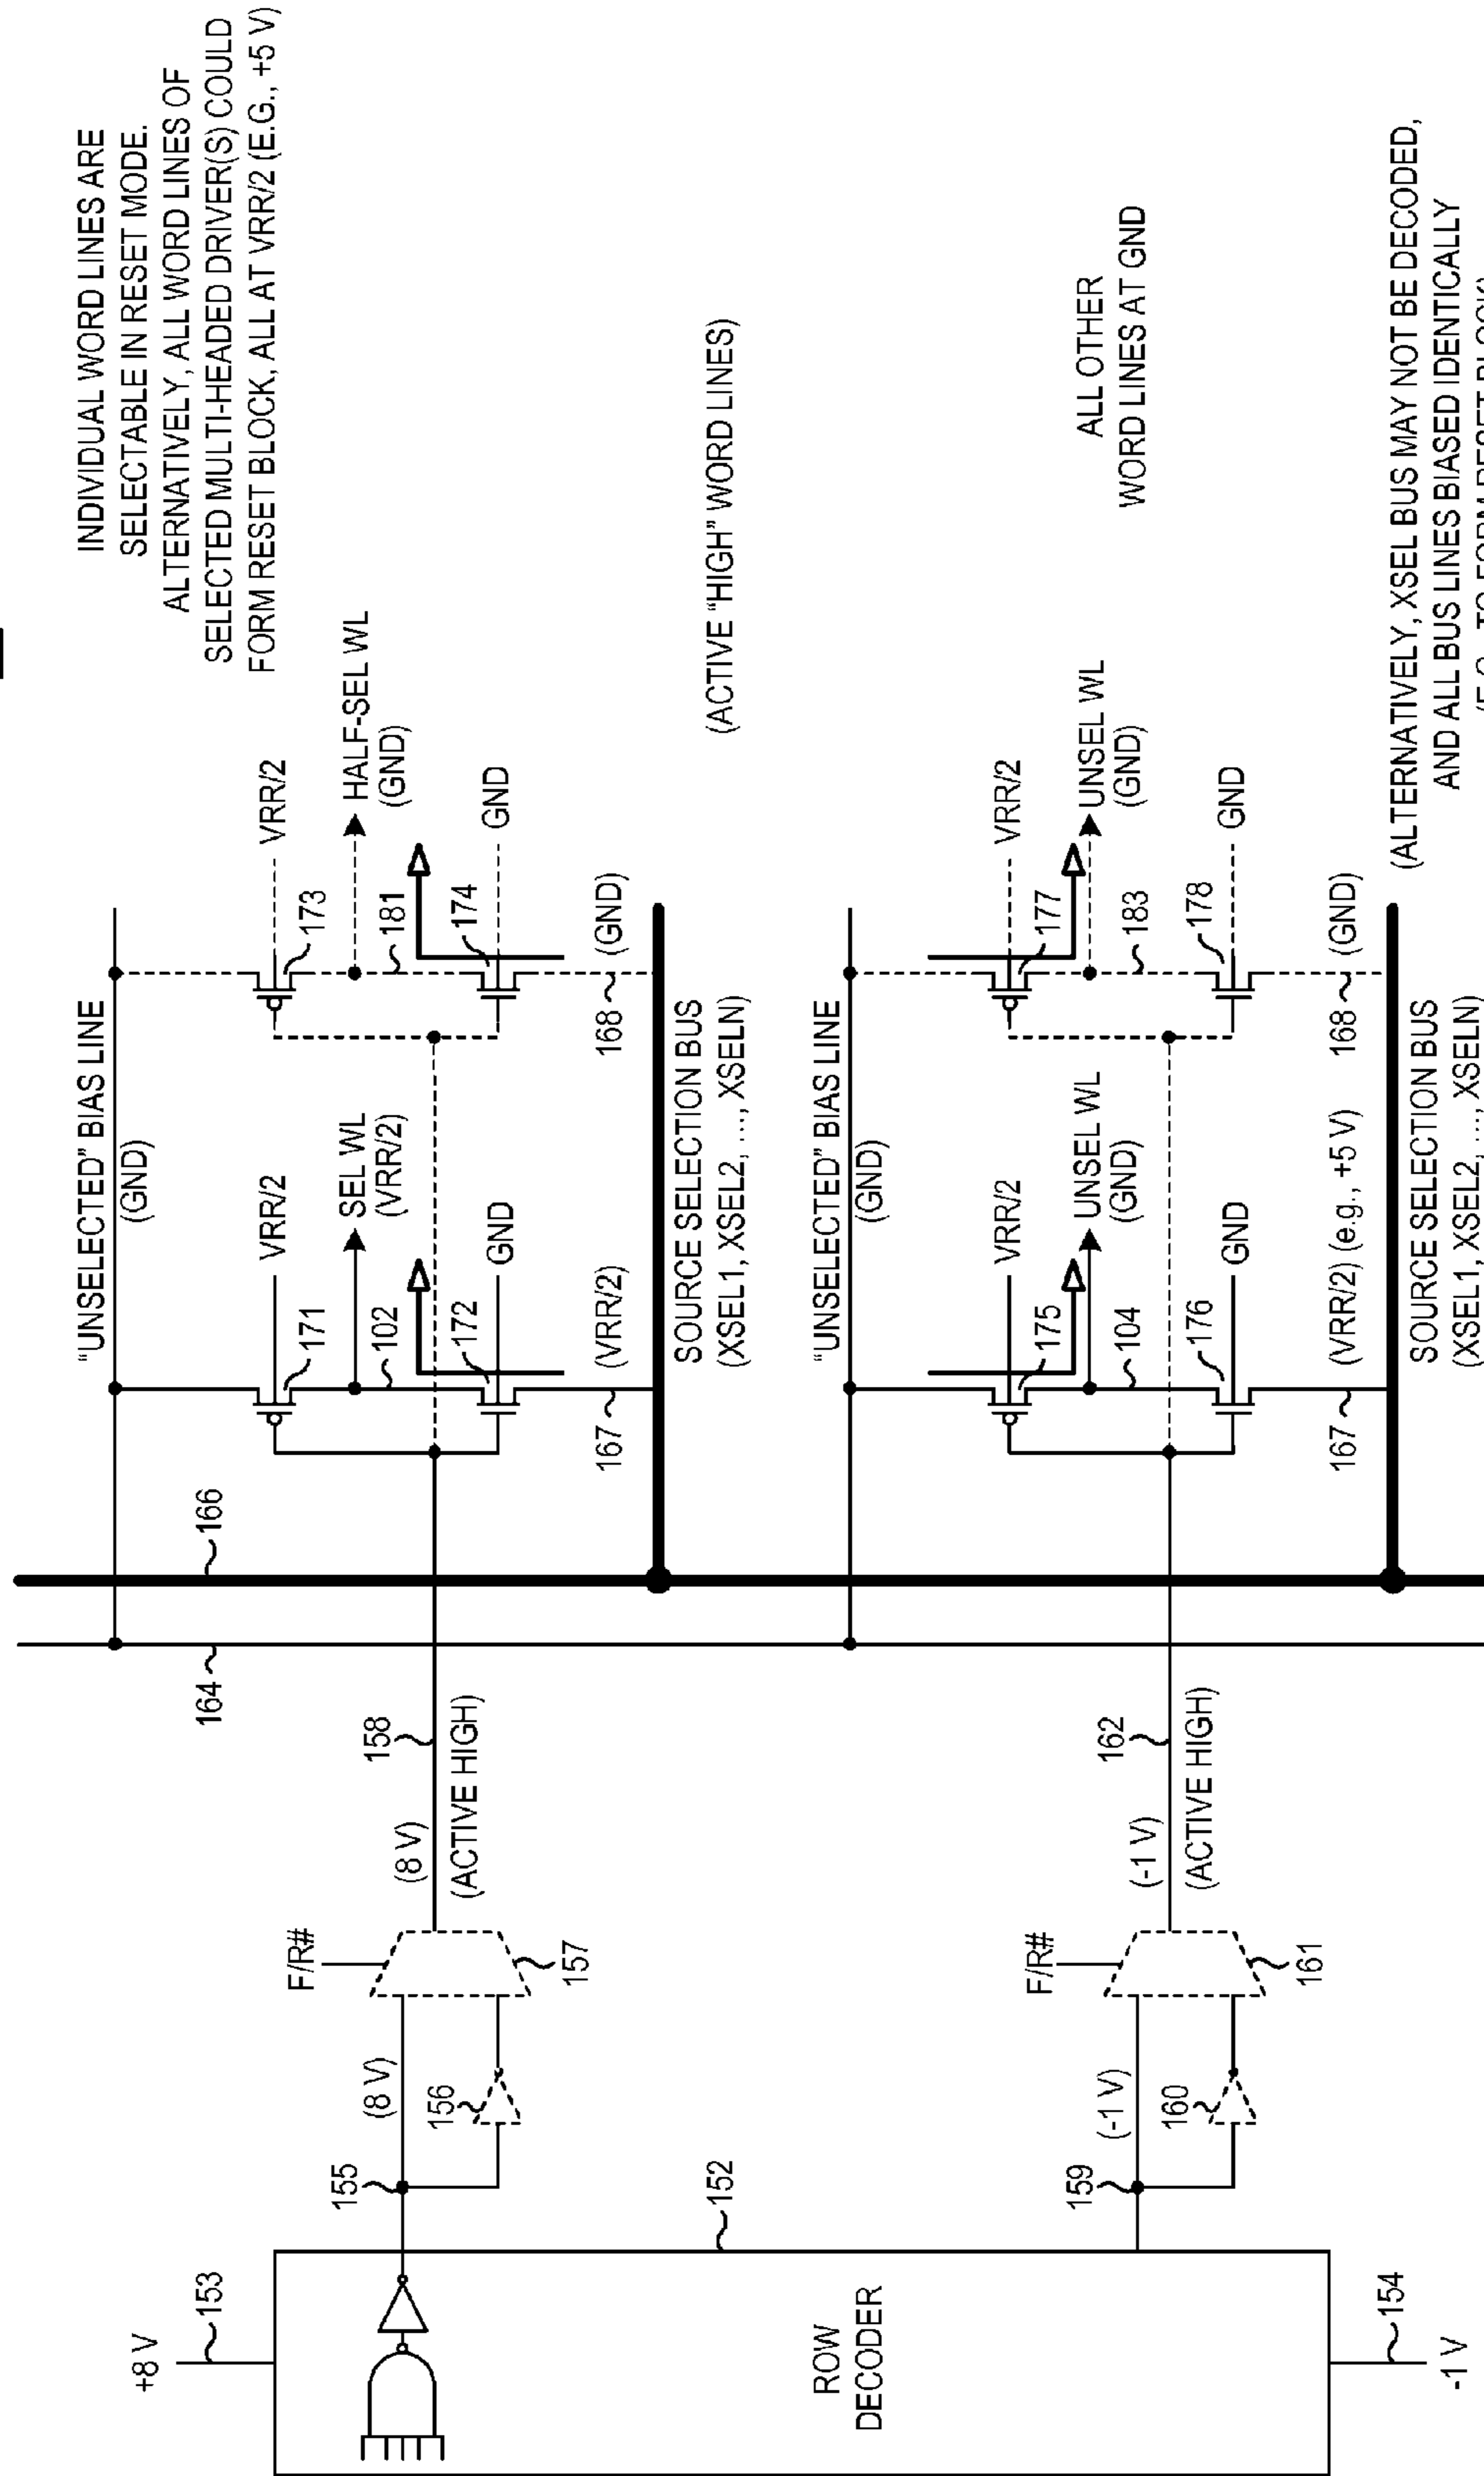 INDIVIDUAL WORD LINES ARE
SELECTABLE IN RESET MODE.
ALTERNATIVELY, ALL WORD LINES OF
SELECTED MULTI-HEADED DRIVER(S) COULD
FORM RESET BLOCK, ALL AT VRR/2 (E.G., +5 V)
+8 V
153
ROW
DECODER
152
-1 V
154
155
(8 V)
156
F/R#
157
(8 V)
158
(ACTIVE HIGH)
159
(-1 V)
160
F/R#
161
(-1 V)
162
(ACTIVE HIGH)
164
166
"UNSELECTED" BIAS LINE
(GND)
VRR/2
171
SEL WL
(VRR/2)
102
172
GND
167
(VRR/2)
VRR/2
173
HALF-SEL WL
(GND)
181
174
GND
168
(GND)
SOURCE SELECTION BUS
(XSEL1, XSEL2, ..., XSELN)
(ACTIVE "HIGH" WORD LINES)
"UNSELECTED" BIAS LINE
(GND)
VRR/2
175
UNSEL WL
(GND)
104
176
GND
167
(VRR/2) (e.g., +5 V)
VRR/2
177
UNSEL WL
(GND)
183
178
GND
168
(GND)
SOURCE SELECTION BUS
(XSEL1, XSEL2, ..., XSELN)
ALL OTHER
WORD LINES AT GND
(ALTERNATIVELY, XSEL BUS MAY NOT BE DECODED,
AND ALL BUS LINES BIASED IDENTICALLY
(E.G., TO FORM RESET BLOCK)